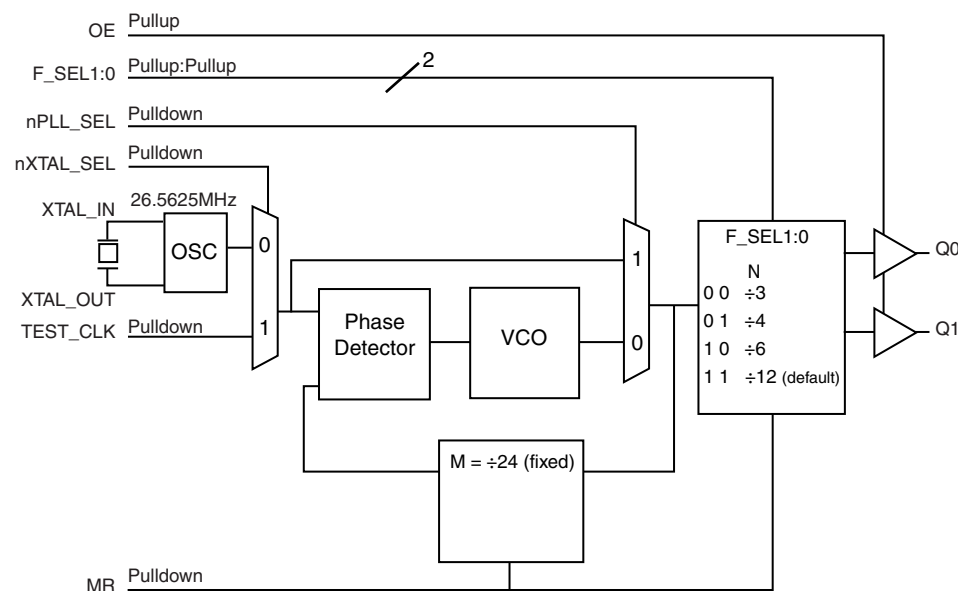 OE Pullup
F_SEL1:0 Pullup:Pullup 2
nPLL_SEL Pulldown
nXTAL_SEL Pulldown
XTAL_IN 26.5625MHz
OSC
XTAL_OUT
TEST_CLK Pulldown
0
1
Phase
Detector
VCO
1
0
M = ÷24 (fixed)
F_SEL1:0
N
0 0 ÷3
0 1 ÷4
1 0 ÷6
1 1 ÷12 (default)
Q0
Q1
MR Pulldown